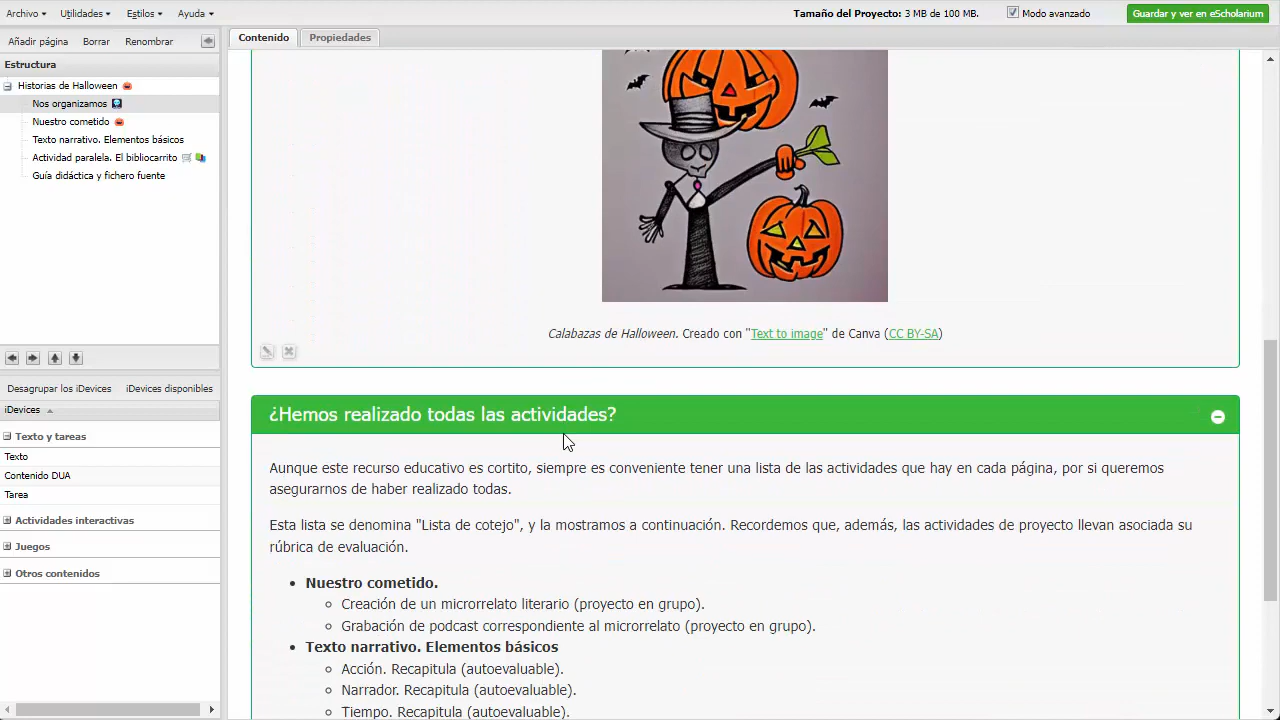 Archivo Utilidades Estilos Ayuda Tamaño del Proyecto: 3 MB de 100 MB. Modo avanzado Guardar y ver en eScholarium
Añadir página Borrar Renombrar
Contenido Propiedades
Estructura
Historias de Halloween
Nos organizamos
Nuestro cometido
Texto narrativo. Elementos básicos
Actividad paralela. El bibliocarrito
Guía didáctica y fichero fuente
Desagrupar los iDevices iDevices disponibles
iDevices
Texto y tareas
Texto
Contenido DUA
Tarea
Actividades interactivas
Juegos
Otros contenidos
Calabazas de Halloween. Creado con "Text to image" de Canva (CC BY-SA)
¿Hemos realizado todas las actividades?
Aunque este recurso educativo es cortito, siempre es conveniente tener una lista de las actividades que hay en cada página, por si queremos
asegurarnos de haber realizado todas.
Esta lista se denomina "Lista de cotejo", y la mostramos a continuación. Recordemos que, además, las actividades de proyecto llevan asociada su
rúbrica de evaluación.
Nuestro cometido.
Creación de un microrrelato literario (proyecto en grupo).
Grabación de podcast correspondiente al microrrelato (proyecto en grupo).
Texto narrativo. Elementos básicos
Acción. Recapitula (autoevaluable).
Narrador. Recapitula (autoevaluable).
Tiempo. Recapitula (autoevaluable).